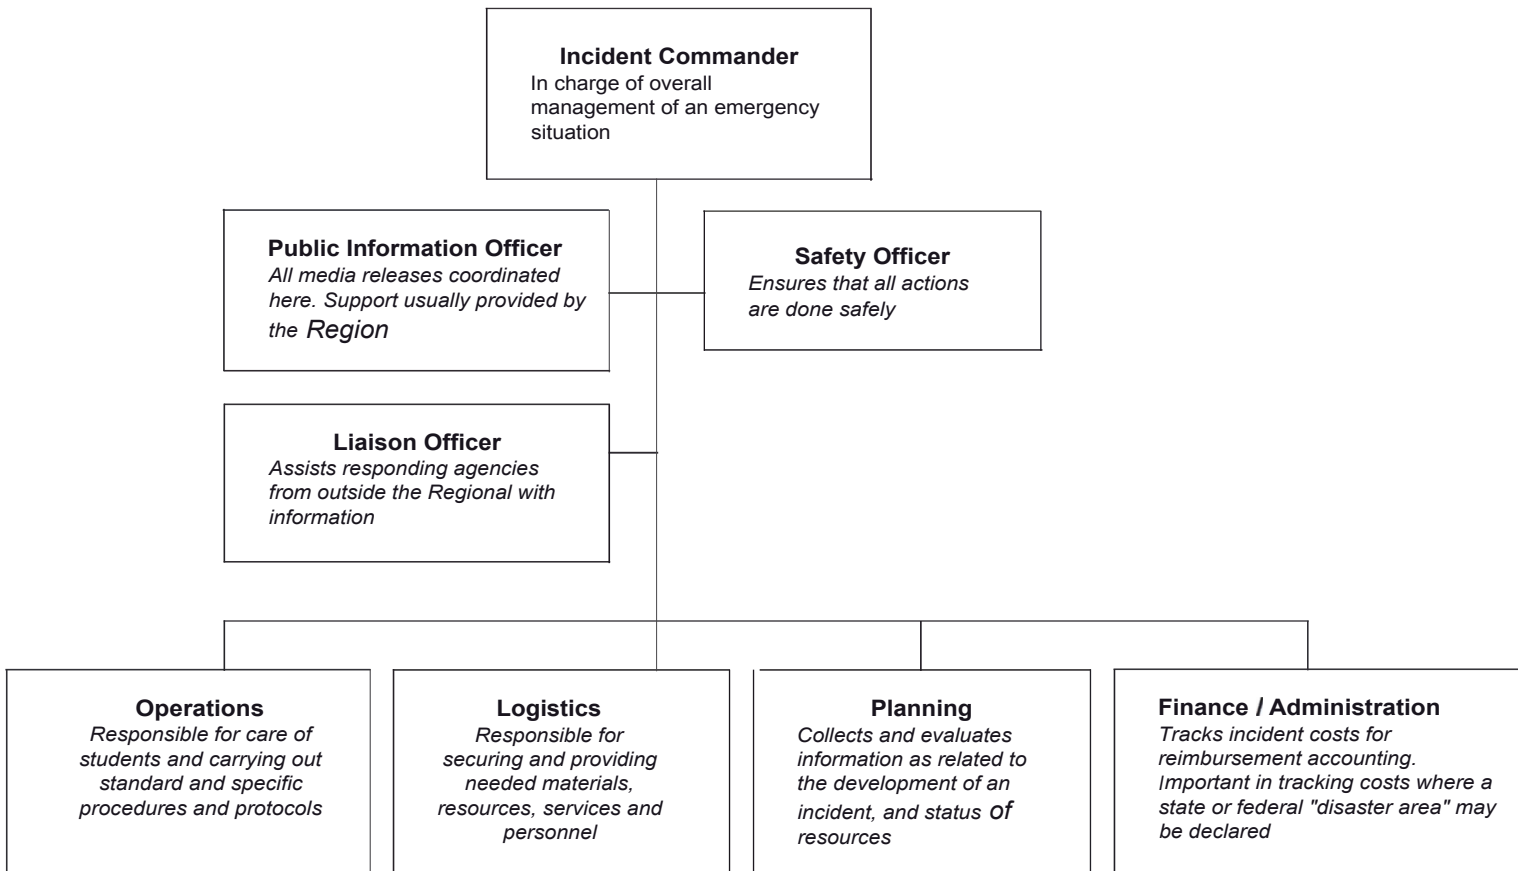 Incident Commander
In charge of overall
management of an emergency
situation
Public Information Officer
All media releases coordinated
here. Support usually provided by
the Region
Safety Officer
Ensures that all actions
are done safely
Liaison Officer
Assists responding agencies
from outside the Regional with
information
Operations
Responsible for care of
students and carrying out
standard and specific
procedures and protocols
Logistics
Responsible for
securing and providing
needed materials,
resources, services and
personnel
Planning
Collects and evaluates
information as related to
the development of an
incident, and status of
resources
Finance / Administration
Tracks incident costs for
reimbursement accounting.
Important in tracking costs where a
state or federal "disaster area" may
be declared